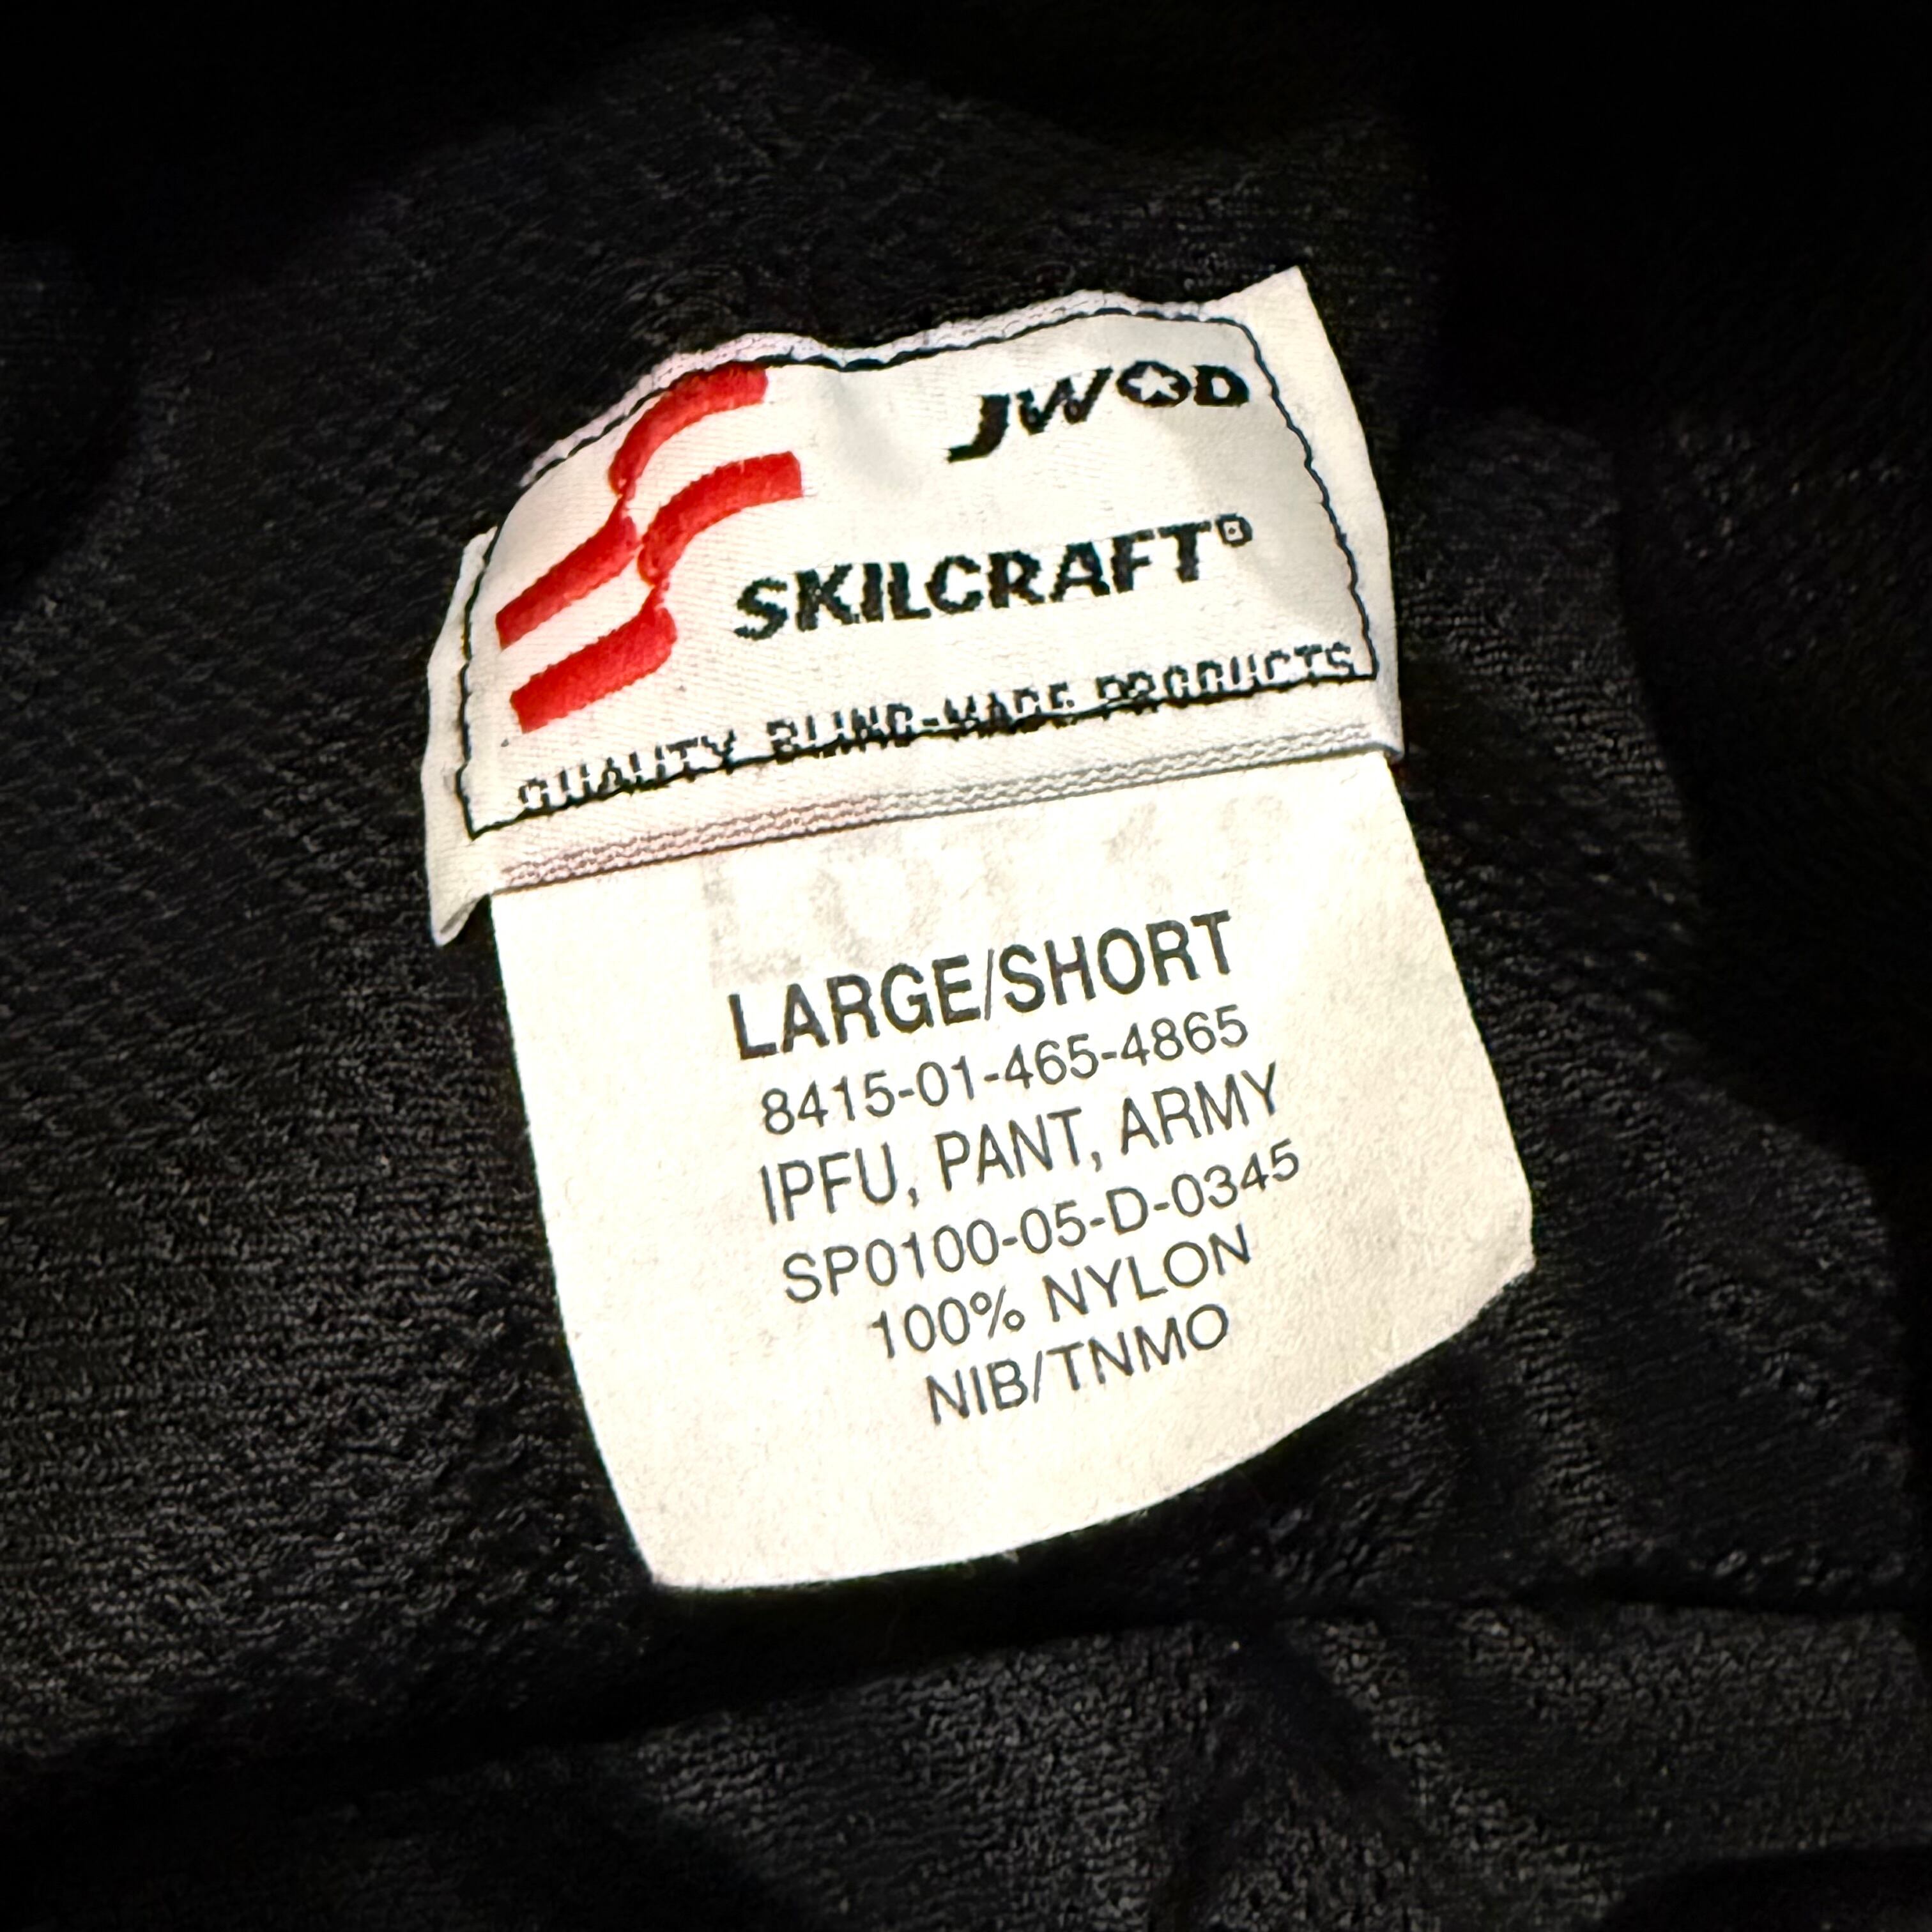 JWOD
SKILCRAFT®
QUALITY BLIND-MADE PRODUCTS
LARGE/SHORT
8415-01-465-4865
IPFU, PANT, ARMY
SP0100-05-D-0345
100% NYLON
NIB/TNMO